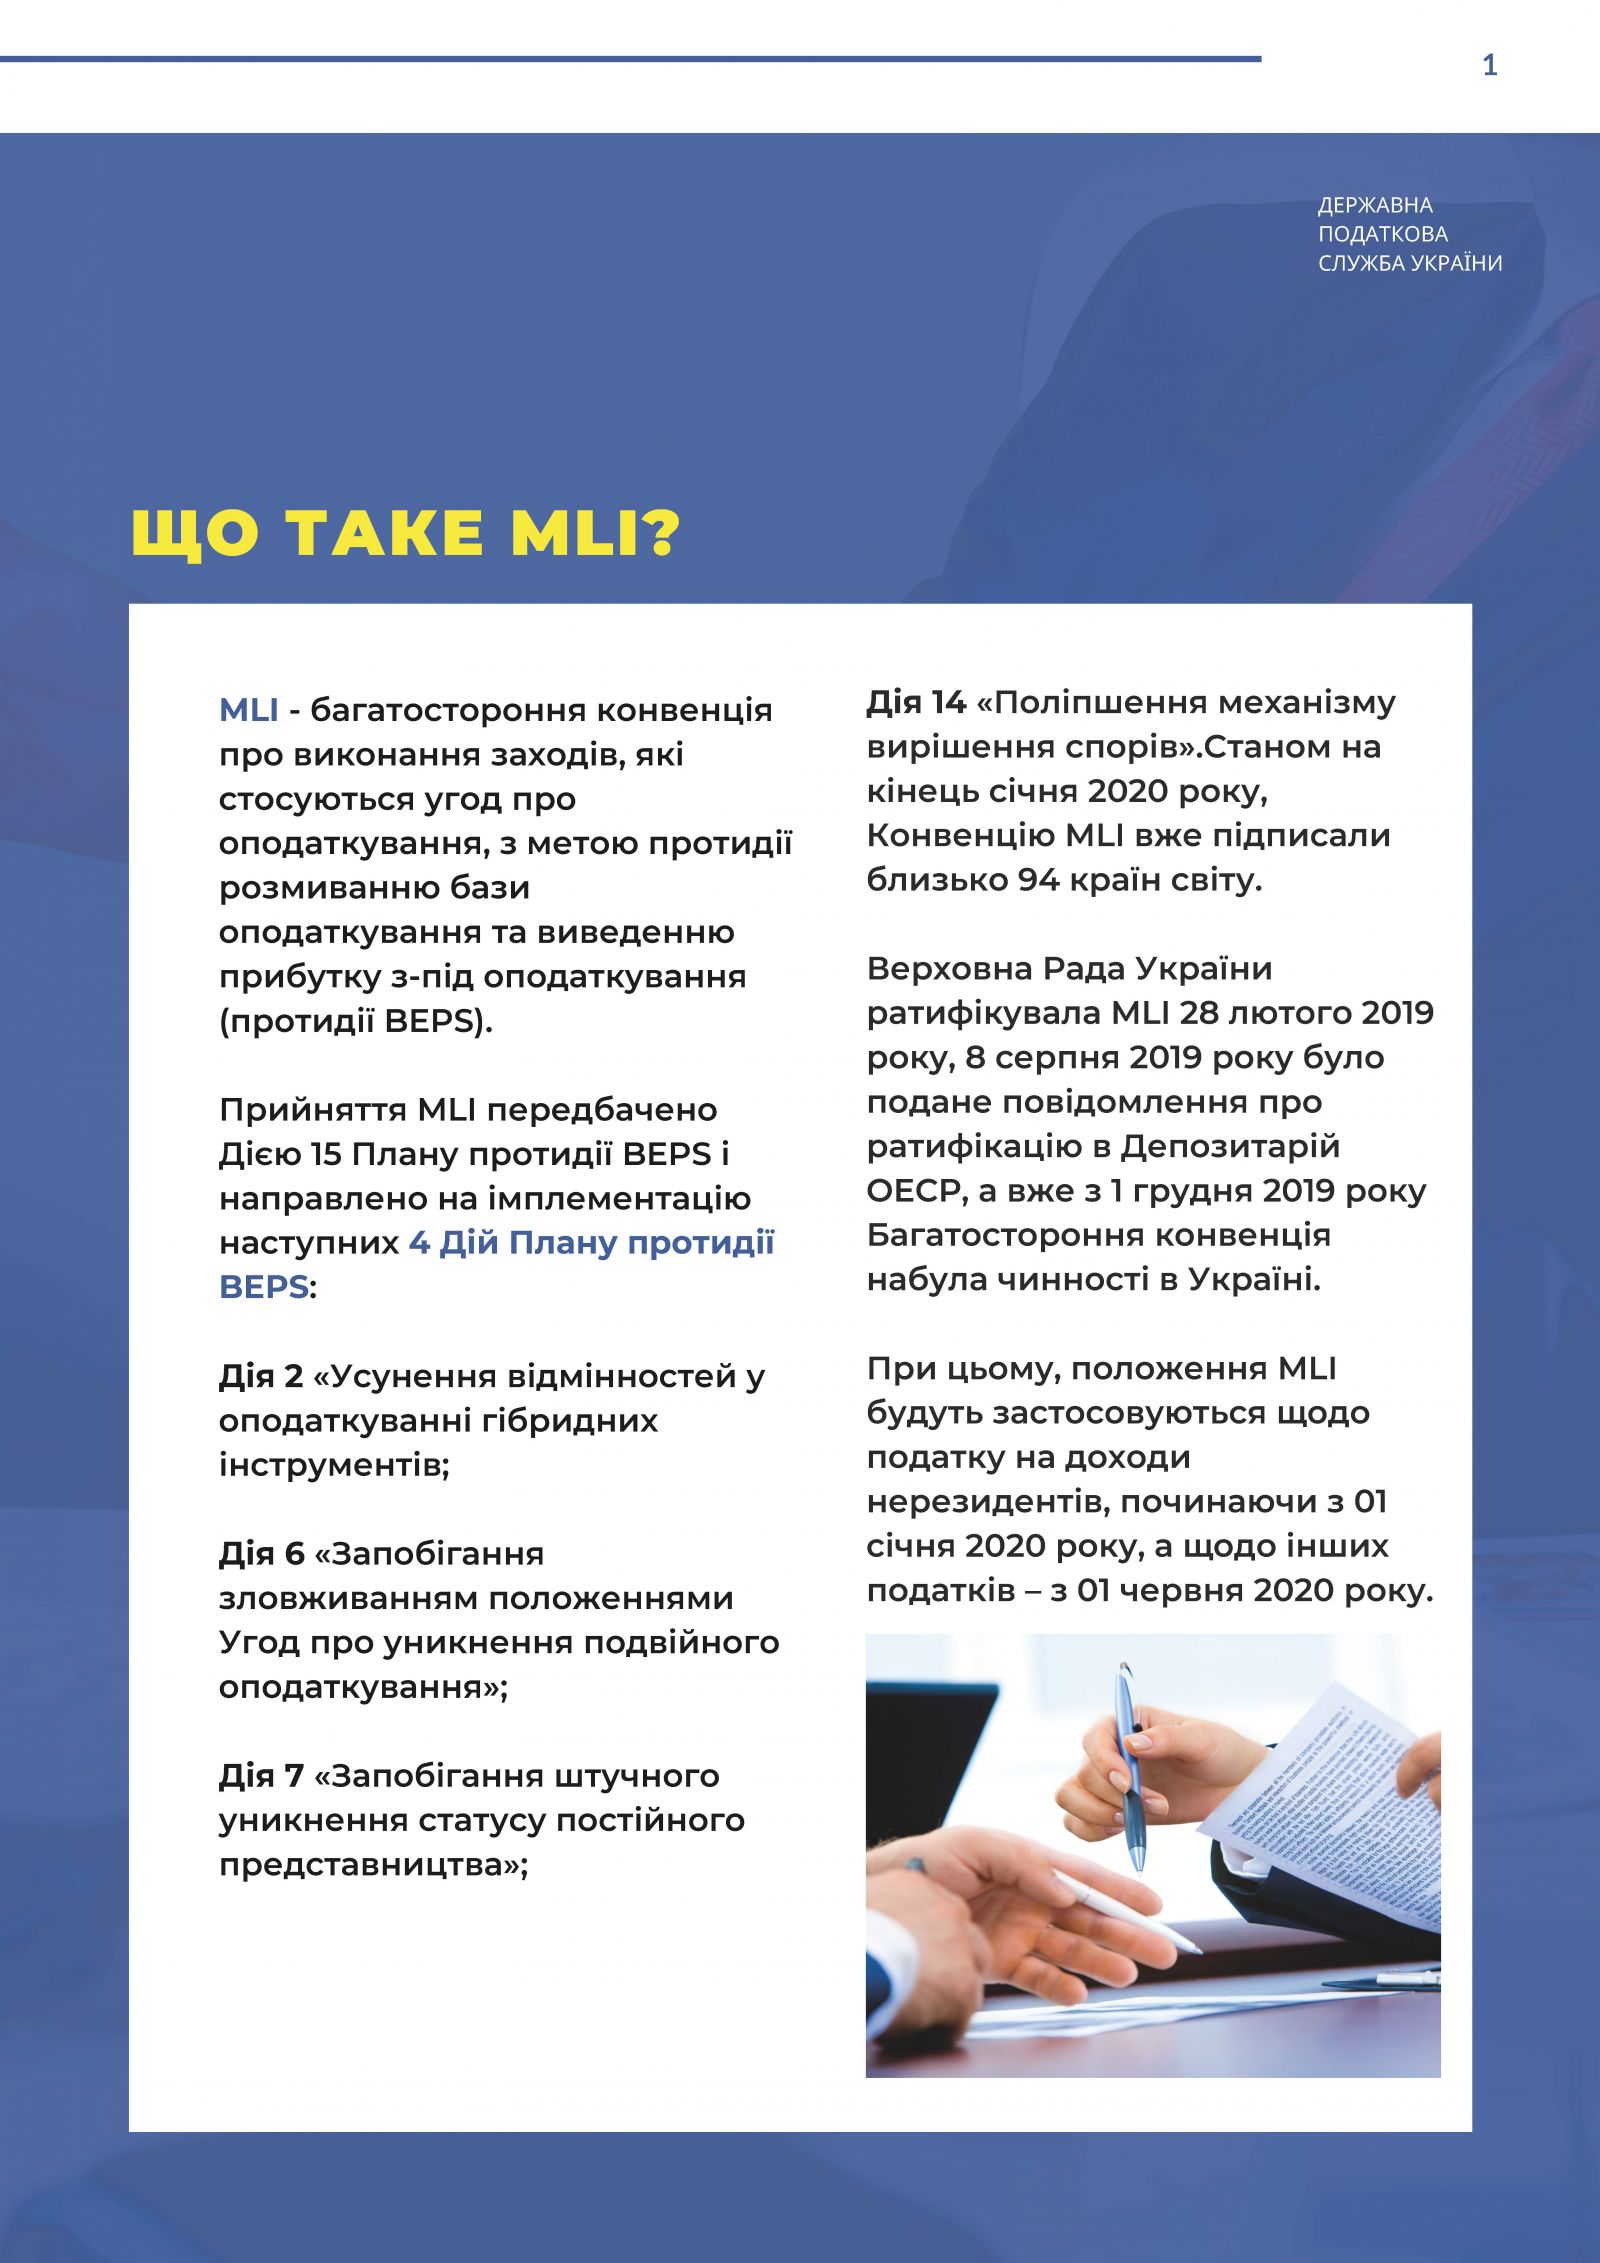 1
ДЕРЖАВНА
ПОДАТКОВА
СЛУЖБА УКРАЇНИ
ЩО ТАКЕ MLI?
MLI - багатостороння конвенція
про виконання заходів, які
стосуються угод про
оподаткування, з метою протидії
розмиванню бази
оподаткування та виведенню
прибутку з-під оподаткування
(протидії BEPS).
Прийняття MLI передбачено
Дією 15 Плану протидії BEPS і
направлено на імплементацію
наступних 4 Дій Плану протидії
BEPS:
Дія 2 «Усунення відмінностей у
оподаткуванні гібридних
інструментів;
Дія 6 «Запобігання
зловживанням положеннями
Угод про уникнення подвійного
оподаткування»;
Дія 7 «Запобігання штучного
уникнення статусу постійного
представництва»;
Дія 14 «Поліпшення механізму
вирішення спорів».Станом на
кінець січня 2020 року,
Конвенцію MLI вже підписали
близько 94 країн світу.
Верховна Рада України
ратифікувала MLI 28 лютого 2019
року, 8 серпня 2019 року було
подане повідомлення про
ратифікацію в Депозитарій
ОЕСР, а вже з 1 грудня 2019 року
Багатостороння конвенція
набула чинності в Україні.
При цьому, положення MLI
будуть застосовуються щодо
податку на доходи
нерезидентів, починаючи з 01
січня 2020 року, а щодо інших
податків – з 01 червня 2020 року.